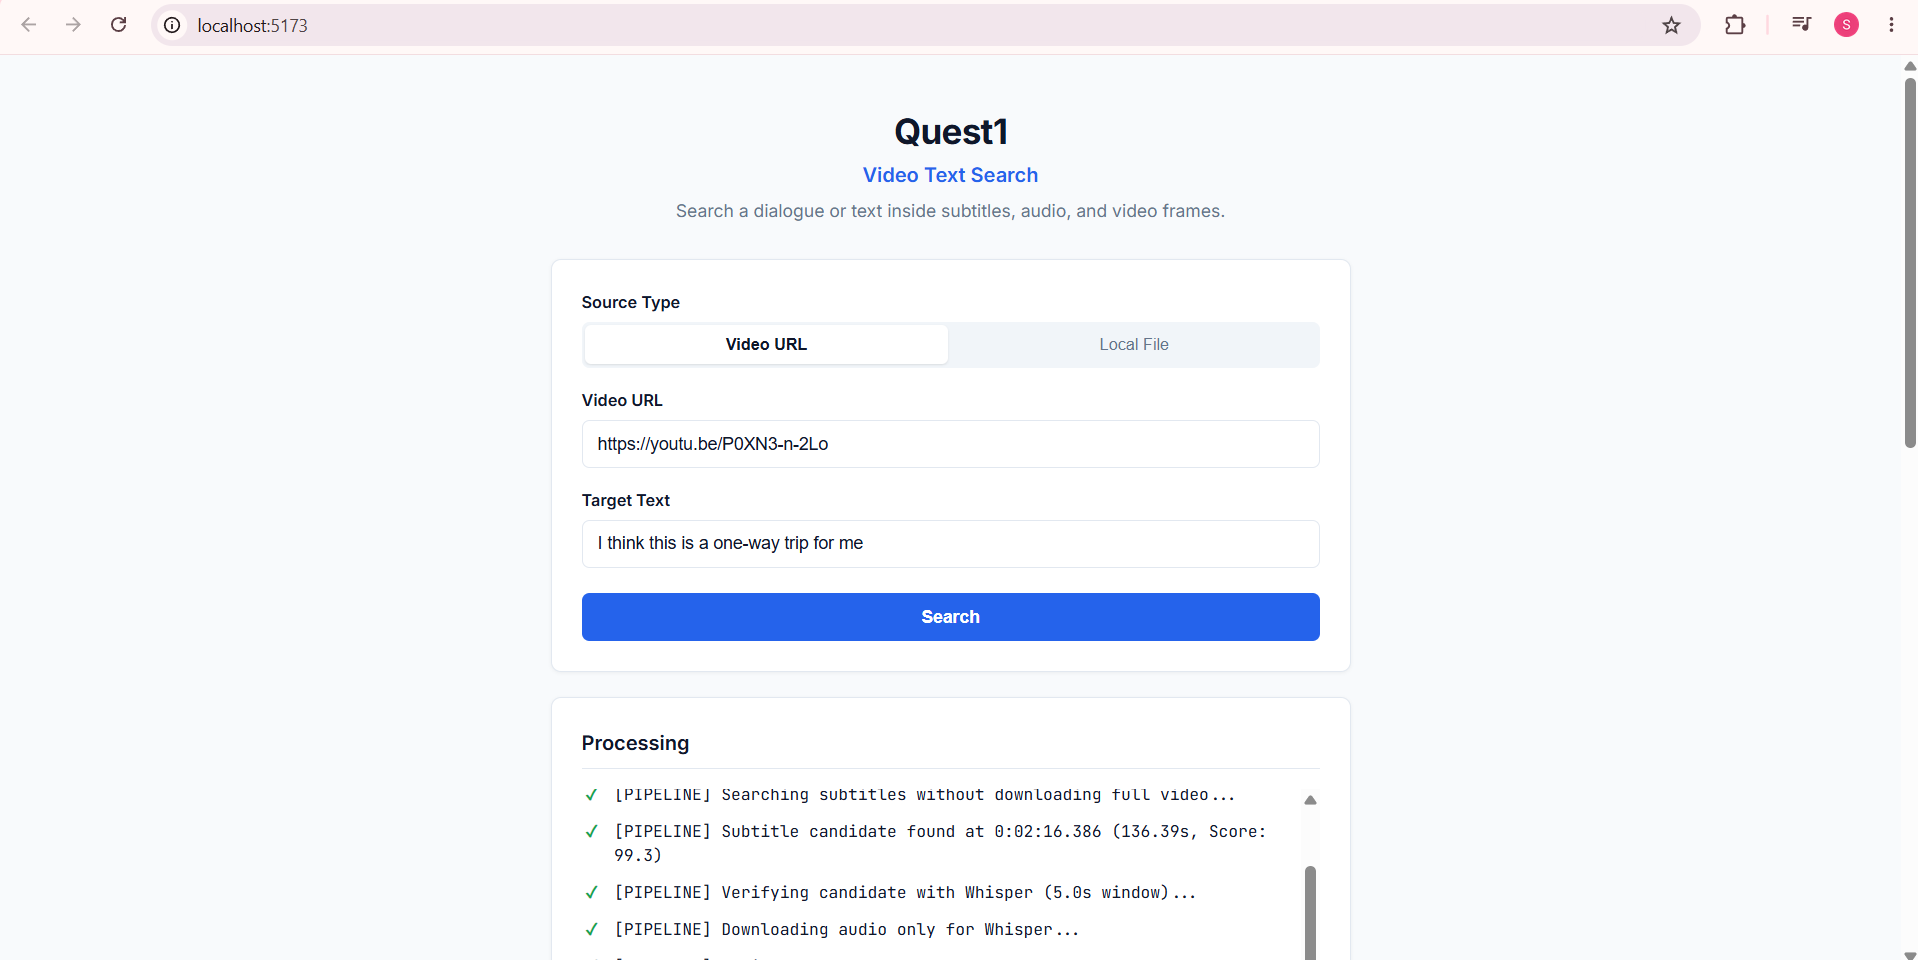 localhost:5173
S
Quest1
Video Text Search
Search a dialogue or text inside subtitles, audio, and video frames.
Source Type
Video URL
Local File
Video URL
https://youtu.be/P0XN3-n-2Lo
Target Text
I think this is a one-way trip for me
Search
Processing
✓ [PIPELINE] Searching subtitles without downloading full video...
✓ [PIPELINE] Subtitle candidate found at 0:02:16.386 (136.39s, Score:
99.3)
✓ [PIPELINE] Verifying candidate with Whisper (5.0s window)...
✓ [PIPELINE] Downloading audio only for Whisper...